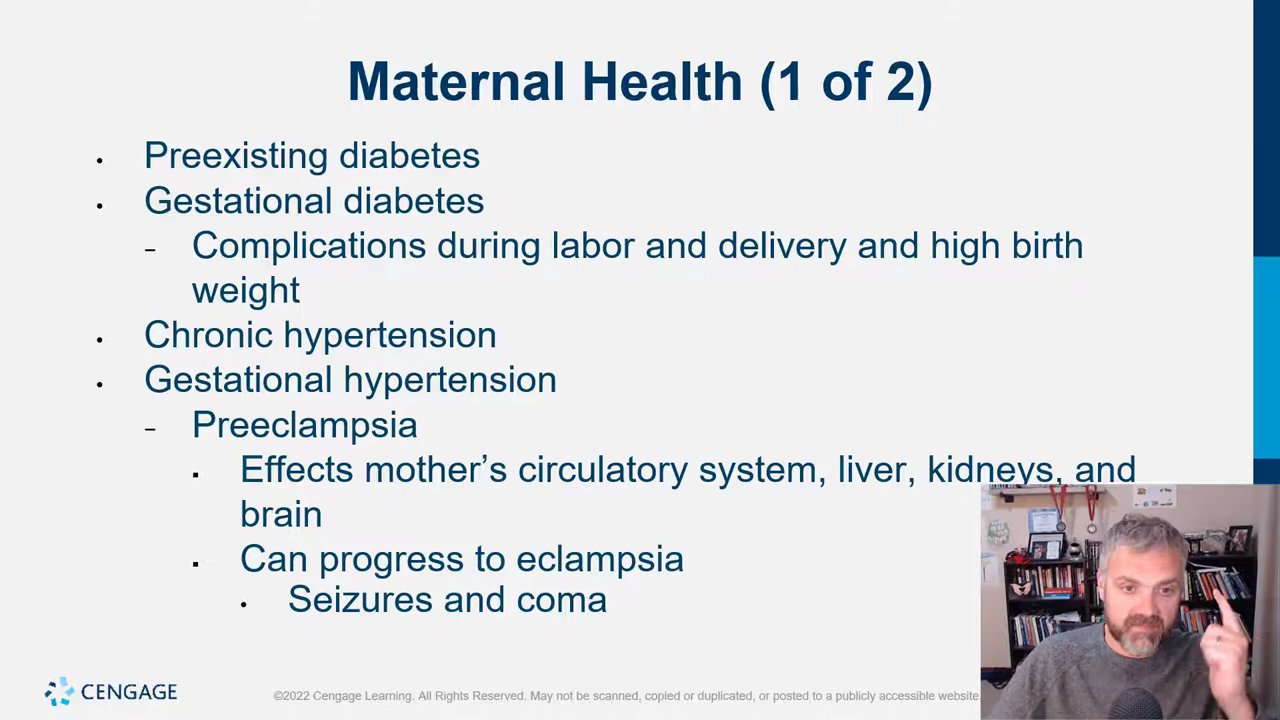 Maternal Health (1 of 2)
• Preexisting diabetes
• Gestational diabetes
– Complications during labor and delivery and high birth
weight
• Chronic hypertension
• Gestational hypertension
– Preeclampsia
▪ Effects mother’s circulatory system, liver, kidneys, and
brain
▪ Can progress to eclampsia
• Seizures and coma
CENGAGE
©2022 Cengage Learning. All Rights Reserved. May not be scanned, copied or duplicated, or posted to a publicly accessible website